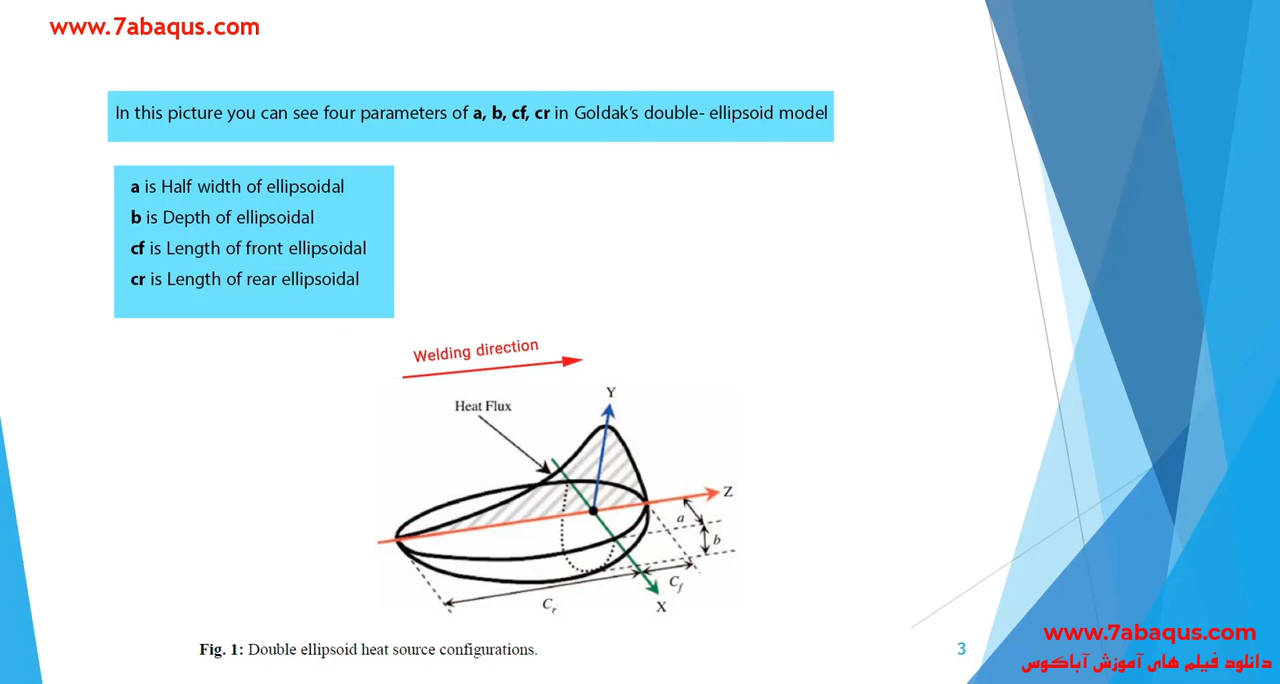 www.7abaqus.com
In this picture you can see four parameters of a, b, cf, cr in Goldak's double- ellipsoid model
a is Half width of ellipsoidal
b is Depth of ellipsoidal
cf is Length of front ellipsoidal
cr is Length of rear ellipsoidal
Welding direction
Heat Flux
Y
Z
a
b
Cf
Cr
X
Fig. 1: Double ellipsoid heat source configurations.
3
www.7abaqus.com
دانلود فیلم های آموزش آباکوس